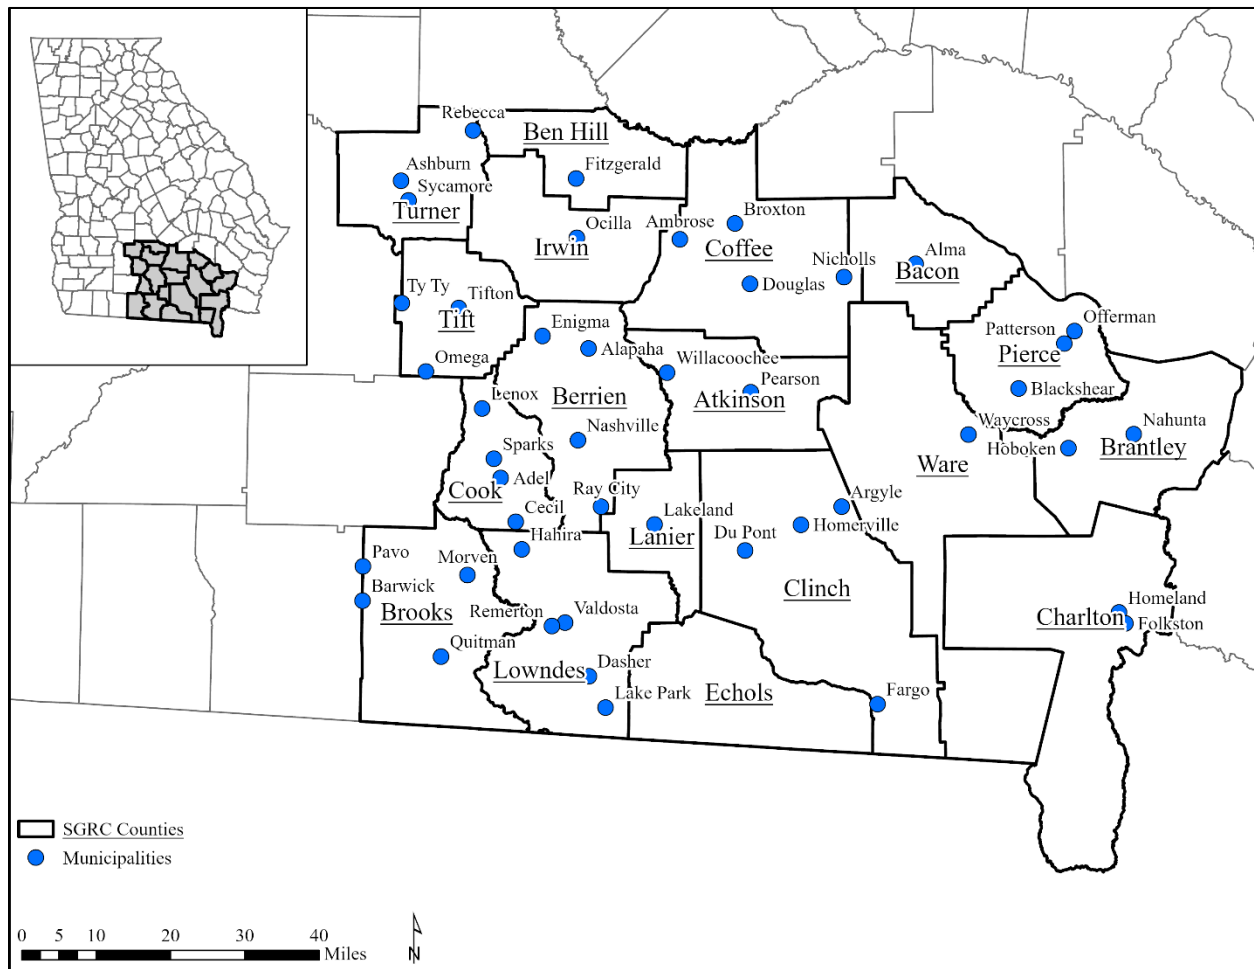 Rebecca
Ben Hill
Ashburn
Fitzgerald
Sycamore
Turner
Ocilla
Irwin
Ambrose
Broxton
Coffee
Nicholls
Douglas
Alma
Bacon
Ty Ty
Tifton
Tift
Omega
Enigma
Alapaha
Willacoochee
Pearson
Atkinson
Patterson
Offerman
Pierce
Blackshear
Lenox
Berrien
Nashville
Sparks
Adel
Cook
Cecil
Ray City
Waycross
Hoboken
Nahunta
Brantley
Ware
Hahira
Lakeland
Lanier
Argyle
Homerville
Du Pont
Clinch
Pavo
Morven
Barwick
Brooks
Remerton
Valdosta
Quitman
Lowndes
Dasher
Lake Park
Echols
Fargo
Homeland
Charlton
Folkston
SGRC Counties
Municipalities
0 5 10 20 30 40
Miles
N